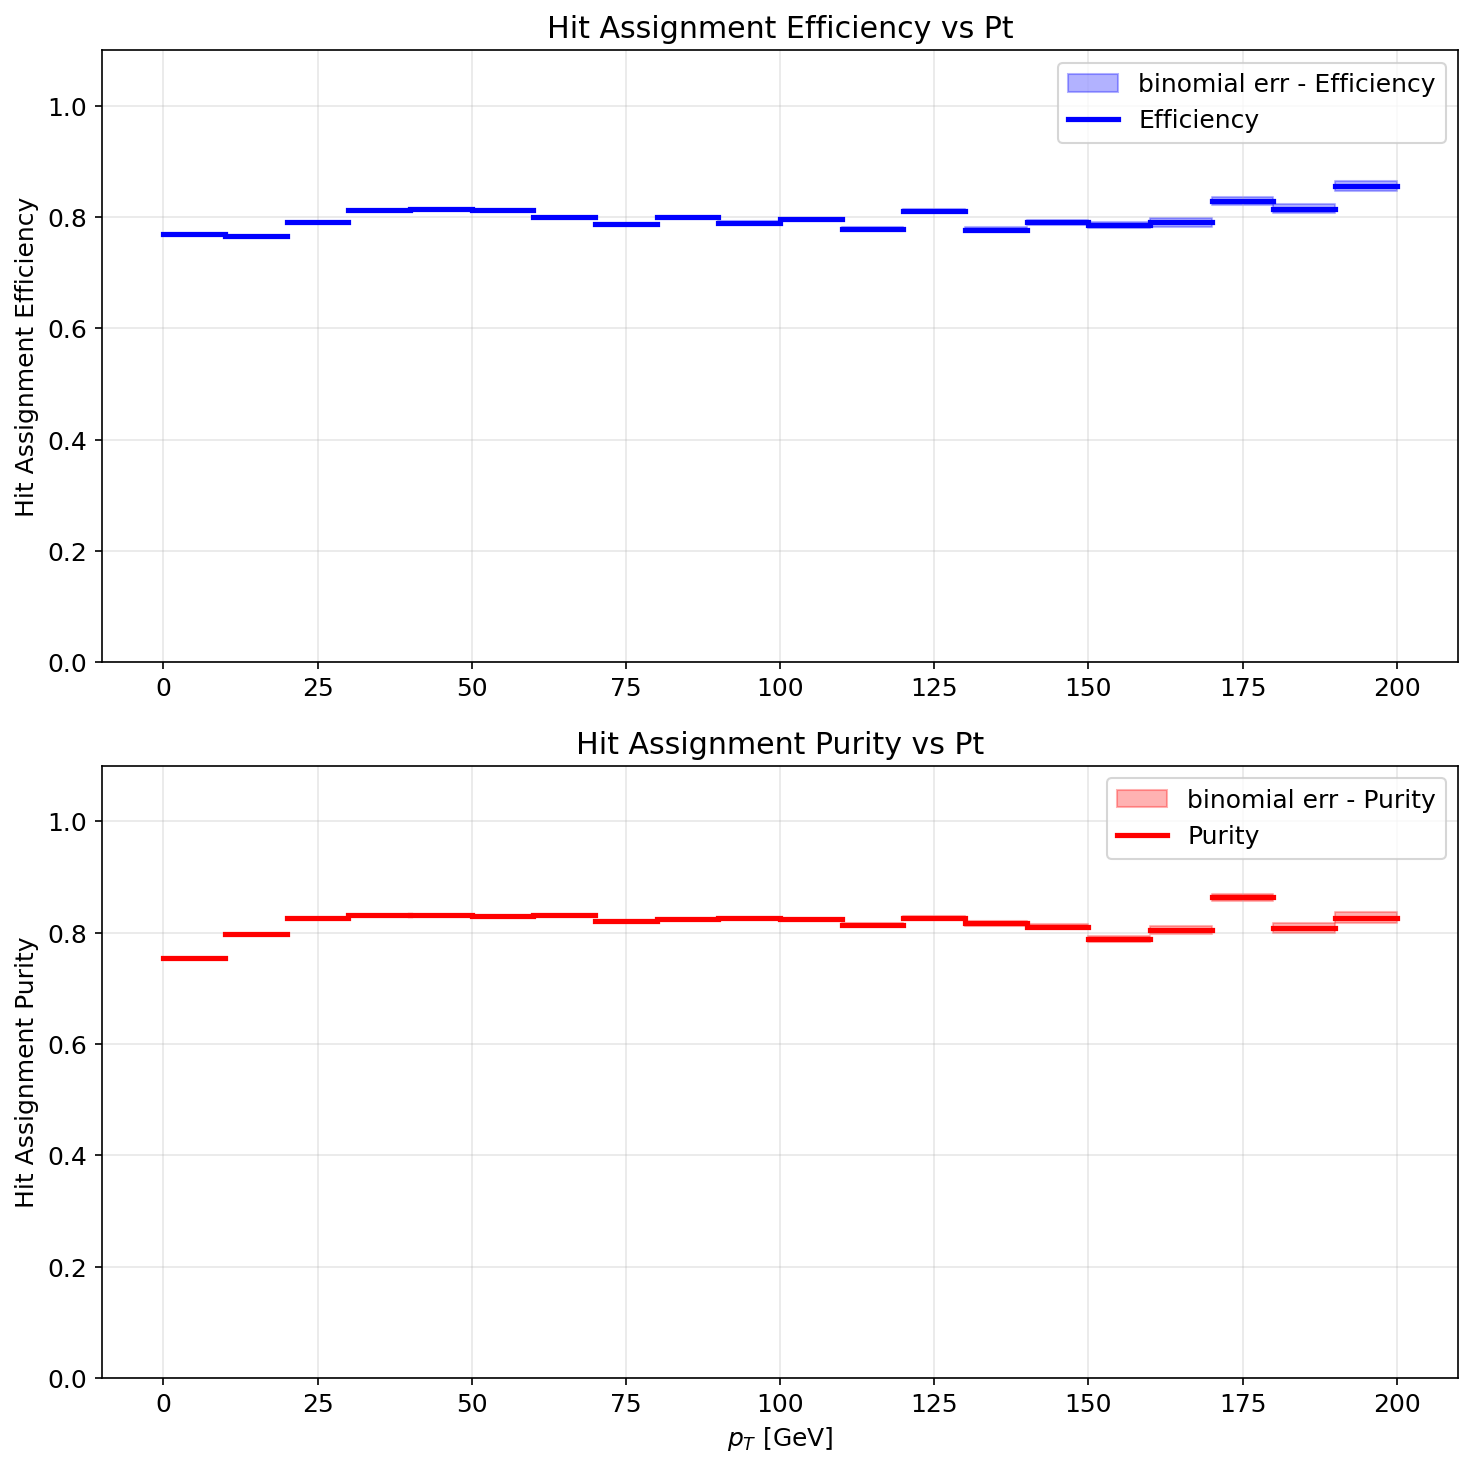 Hit Assignment Efficiency vs Pt
binomial err - Efficiency
Efficiency
Hit Assignment Efficiency
1.0
0.8
0.6
0.4
0.2
0.0
0 25 50 75 100 125 150 175 200
Hit Assignment Purity vs Pt
binomial err - Purity
Purity
Hit Assignment Purity
1.0
0.8
0.6
0.4
0.2
0.0
0 25 50 75 100 125 150 175 200
p_T [GeV]